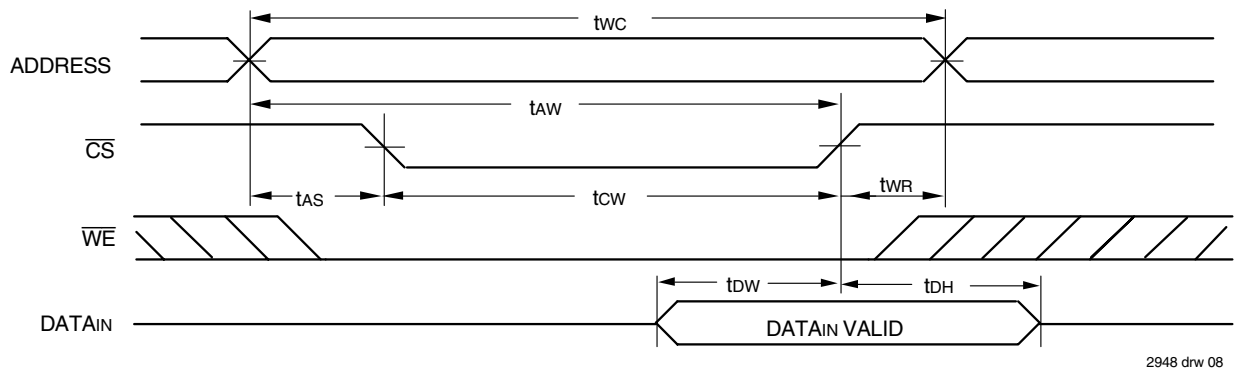 tWC
ADDRESS
tAW
CS
tAS
tCW
tWR
WE
tDW
tDH
DATAIN
DATAIN VALID
2948 drw 08